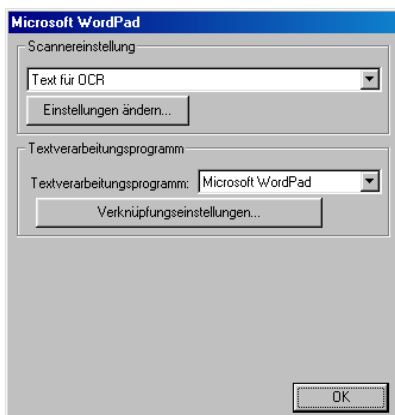 Microsoft WordPad
Scannereinstellung
Text für OCR
Einstellungen ändern...
Textverarbeitungsprogramm
Textverarbeitungsprogramm: Microsoft WordPad
Verknüpfungseinstellungen...
OK